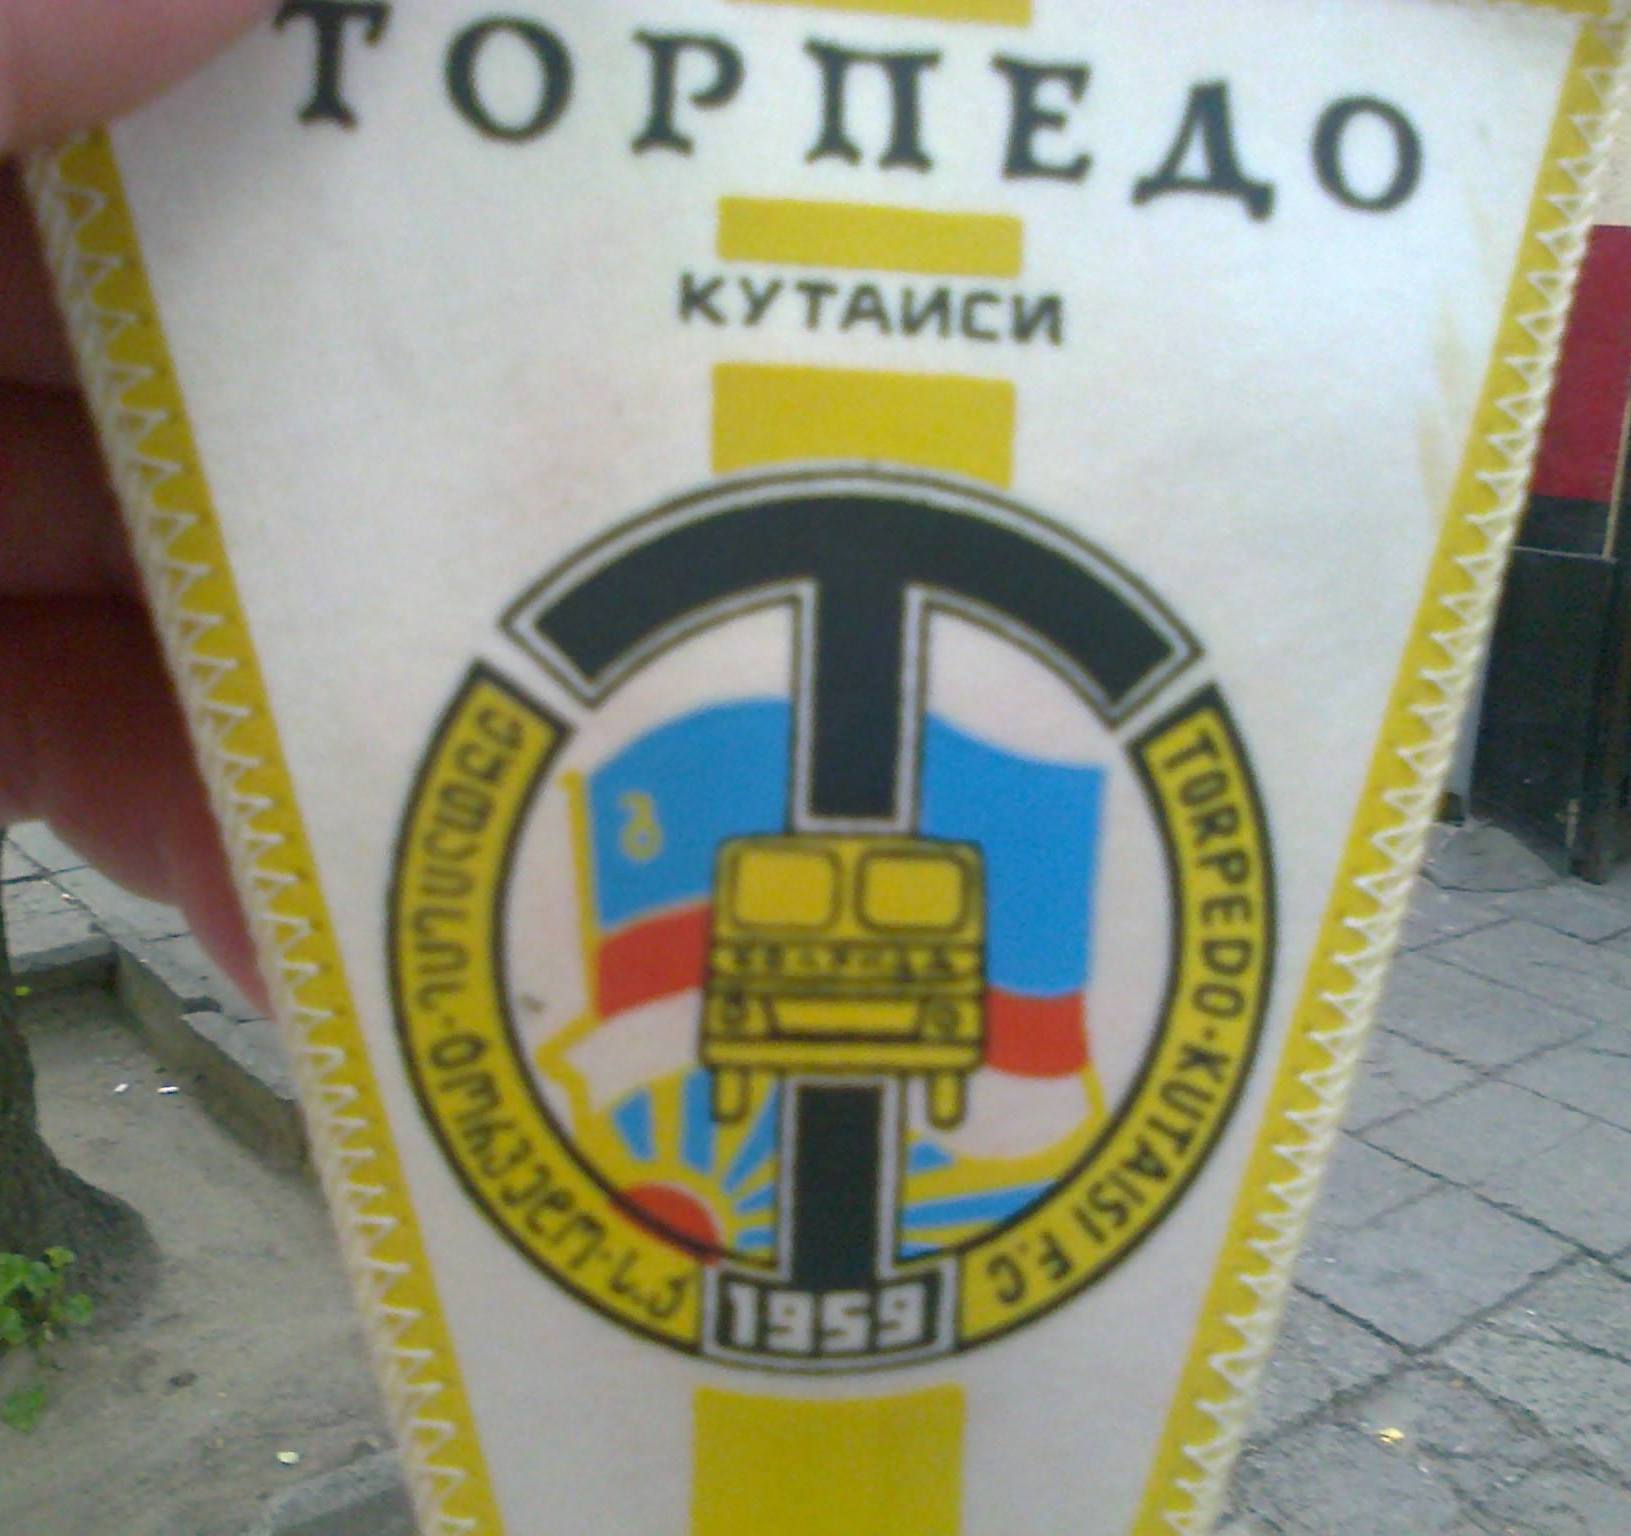 ТОРПЕДО
КУТАИСИ
TORPEDO·KUTAISI F.C
1959